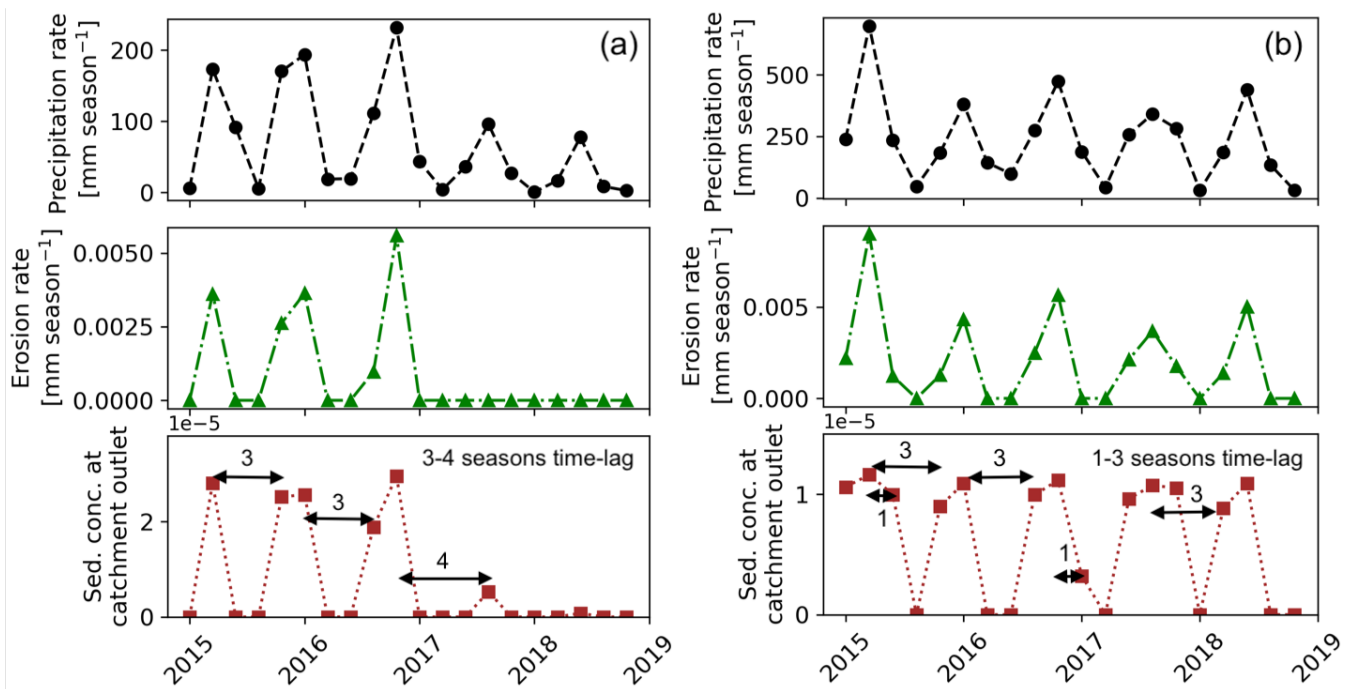 Precipitation rate
[mm season⁻¹]
200
100
0
(a)
Erosion rate
[mm season⁻¹]
0.0050
0.0025
0.0000
1e−5
Sed. conc. at
catchment outlet
2
0
3-4 seasons time-lag
3
3
4
2015
2016
2017
2018
2019
Precipitation rate
[mm season⁻¹]
500
250
0
(b)
Erosion rate
[mm season⁻¹]
0.005
0.000
1e−5
Sed. conc. at
catchment outlet
1
0
1-3 seasons time-lag
3
1
3
1
3
2015
2016
2017
2018
2019